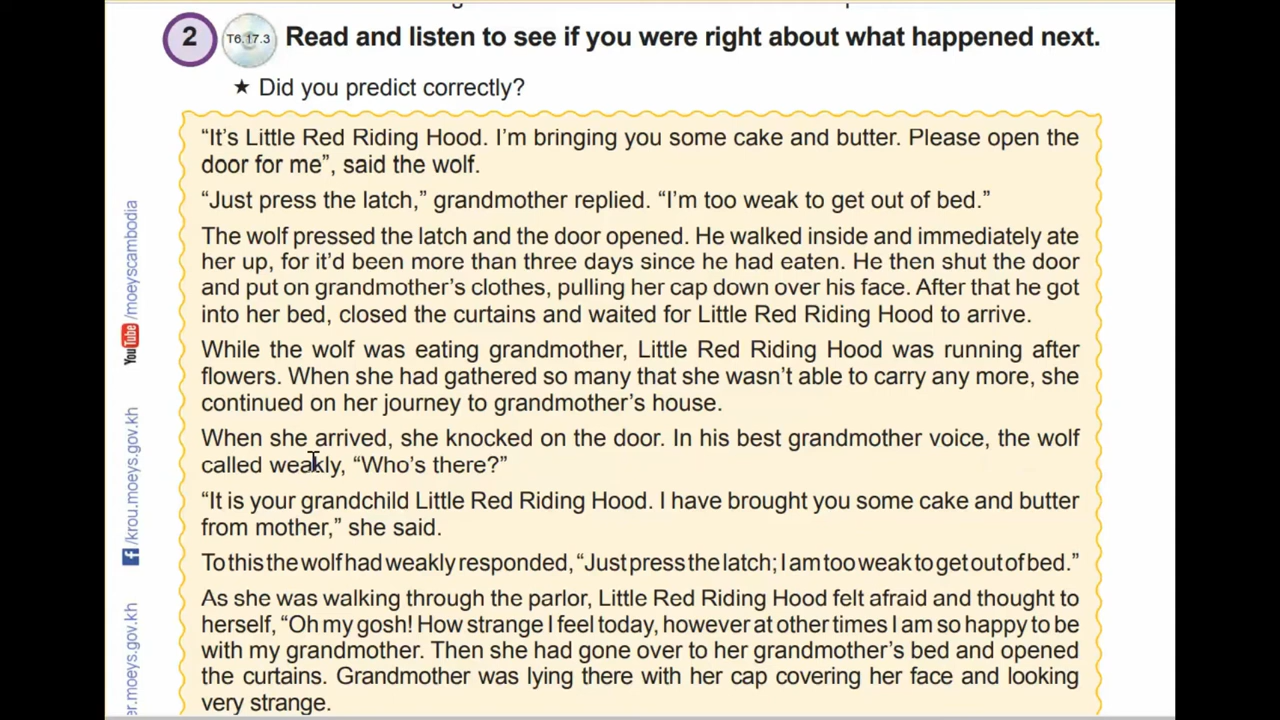 2 T6.17.3 Read and listen to see if you were right about what happened next.
★ Did you predict correctly?
“It’s Little Red Riding Hood. I’m bringing you some cake and butter. Please open the
door for me”, said the wolf.
“Just press the latch,” grandmother replied. “I’m too weak to get out of bed.”
The wolf pressed the latch and the door opened. He walked inside and immediately ate
her up, for it’d been more than three days since he had eaten. He then shut the door
and put on grandmother’s clothes, pulling her cap down over his face. After that he got
into her bed, closed the curtains and waited for Little Red Riding Hood to arrive.
While the wolf was eating grandmother, Little Red Riding Hood was running after
flowers. When she had gathered so many that she wasn’t able to carry any more, she
continued on her journey to grandmother’s house.
When she arrived, she knocked on the door. In his best grandmother voice, the wolf
called weakly, “Who’s there?”
“It is your grandchild Little Red Riding Hood. I have brought you some cake and butter
from mother,” she said.
To this the wolf had weakly responded, “Just press the latch; I am too weak to get out of bed.”
As she was walking through the parlor, Little Red Riding Hood felt afraid and thought to
herself, “Oh my gosh! How strange I feel today, however at other times I am so happy to be
with my grandmother. Then she had gone over to her grandmother’s bed and opened
the curtains. Grandmother was lying there with her cap covering her face and looking
very strange.
YouTube /moeyscambodia
f /krou.moeys.gov.kh
er.moeys.gov.kh